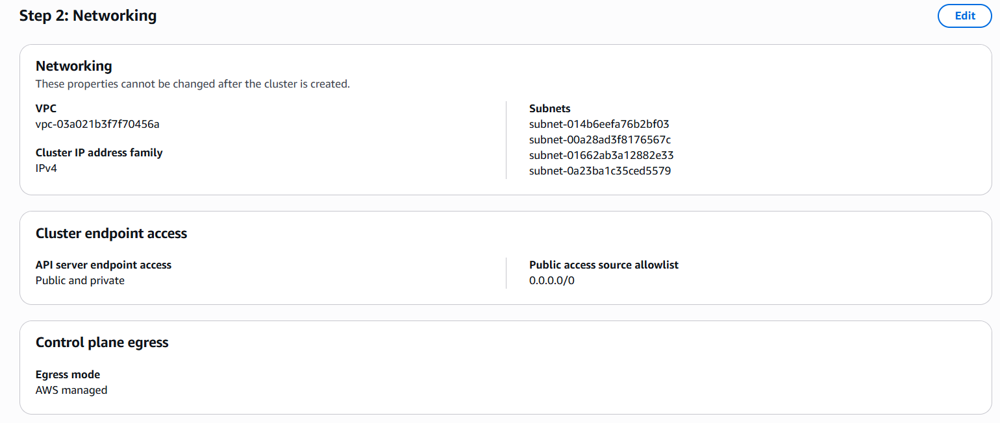 Step 2: Networking
Edit
Networking
These properties cannot be changed after the cluster is created.
VPC
vpc-03a021b3f7f70456a
Cluster IP address family
IPv4
Subnets
subnet-014b6eefa76b2bf03
subnet-00a28ad3f8176567c
subnet-01662ab3a12882e33
subnet-0a23ba1c35ced5579
Cluster endpoint access
API server endpoint access
Public and private
Public access source allowlist
0.0.0.0/0
Control plane egress
Egress mode
AWS managed